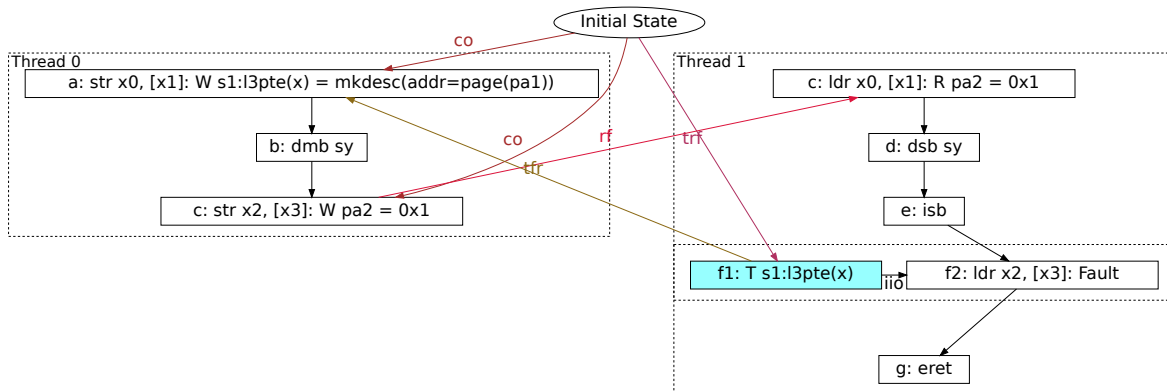 Initial State
co
Thread 0
Thread 1
a: str x0, [x1]: W s1:l3pte(x) = mkdesc(addr=page(pa1))
c: ldr x0, [x1]: R pa2 = 0x1
b: dmb sy
co
rf
trf
d: dsb sy
tfr
c: str x2, [x3]: W pa2 = 0x1
e: isb
f1: T s1:l3pte(x)
iio
f2: ldr x2, [x3]: Fault
g: eret